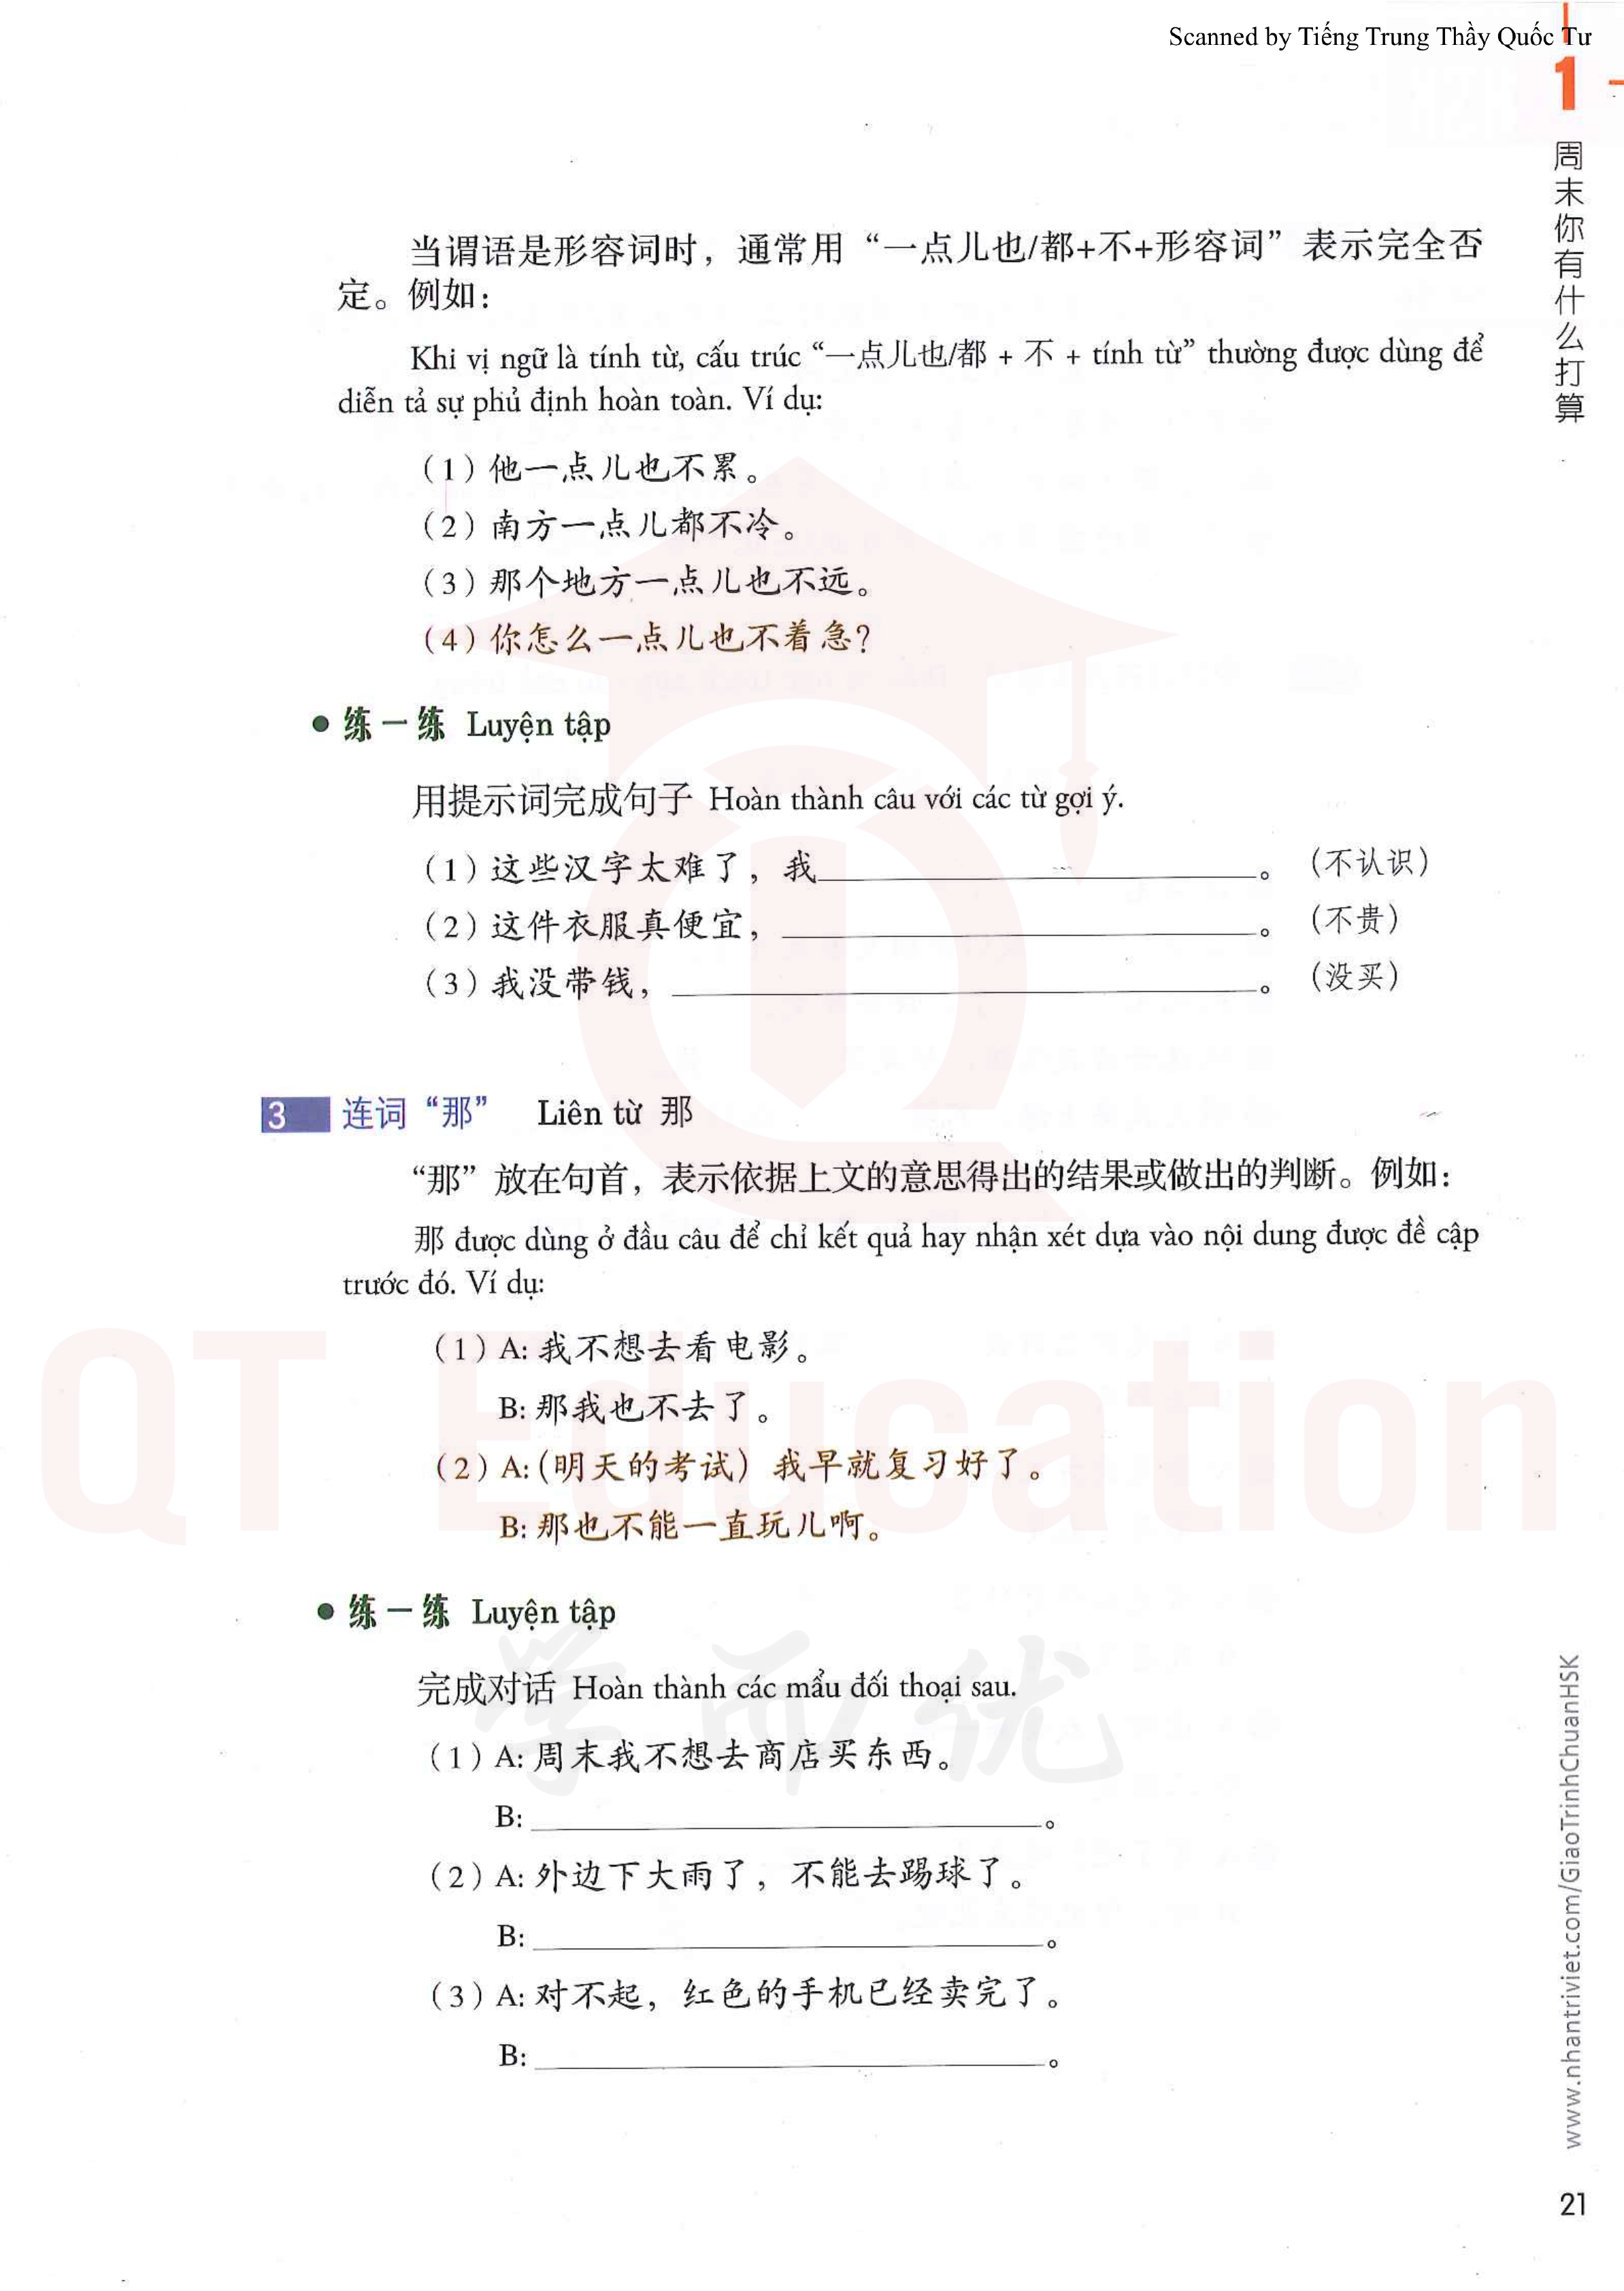 Scanned by Tiếng Trung Thầy Quốc Tư
1
周末你有什么打算
当谓语是形容词时，通常用“一点儿也/都+不+形容词”表示完全否
定。例如：
Khi vị ngữ là tính từ, cấu trúc “一点儿也/都 + 不 + tính từ” thường được dùng để
diễn tả sự phủ định hoàn toàn. Ví dụ:
（1）他一点儿也不累。
（2）南方一点儿都不冷。
（3）那个地方一点儿也不远。
（4）你怎么一点儿也不着急？
● 练一练 Luyện tập
用提示词完成句子 Hoàn thành câu với các từ gợi ý.
（1）这些汉字太难了，我____________________。（不认识）
（2）这件衣服真便宜，____________________。（不贵）
（3）我没带钱，____________________。（没买）
3 连词“那” Liên từ 那
“那”放在句首，表示依据上文的意思得出的结果或做出的判断。例如：
那 được dùng ở đầu câu để chỉ kết quả hay nhận xét dựa vào nội dung được đề cập
trước đó. Ví dụ:
（1）A: 我不想去看电影。
B: 那我也不去了。
（2）A:（明天的考试）我早就复习好了。
B: 那也不能一直玩儿啊。
● 练一练 Luyện tập
完成对话 Hoàn thành các mẩu đối thoại sau.
（1）A: 周末我不想去商店买东西。
B: ____________________。
（2）A: 外边下大雨了，不能去踢球了。
B: ____________________。
（3）A: 对不起，红色的手机已经卖完了。
B: ____________________。
QT Education
学而优
www.nhantriviet.com/GiaoTrinhChuanHSK
21